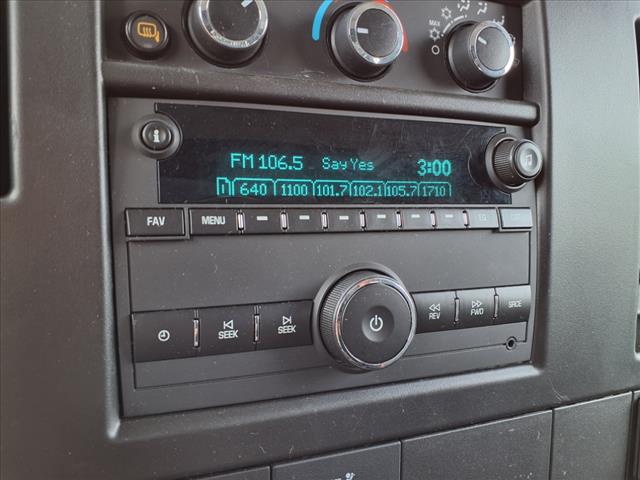 MAX
FM 106.5 Say Yes 3:00
1 640 1100 101.7 102.1 105.7 1710
FAV MENU EQ
SEEK SEEK REV FWD SRCE